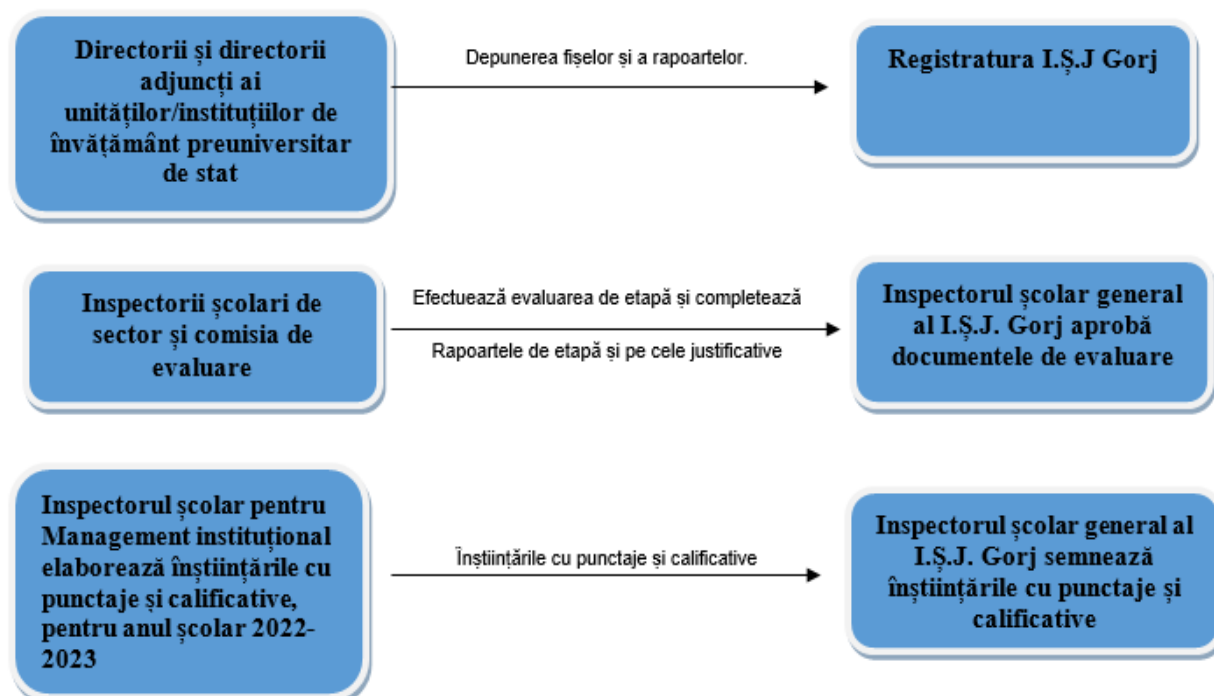 Directorii și directorii
adjuncți ai
unităților/instituțiilor de
învățământ preuniversitar
de stat
Depunerea fișelor și a rapoartelor.
Registratura I.Ș.J Gorj
Inspectorii școlari de
sector și comisia de
evaluare
Efectuează evaluarea de etapă și completează
Rapoartele de etapă și pe cele justificative
Inspectorul școlar general
al I.Ș.J. Gorj aprobă
documentele de evaluare
Inspectorul școlar pentru
Management instituțional
elaborează înștiințările cu
punctaje și calificative,
pentru anul școlar 2022-
2023
Înștiințările cu punctaje și calificative
Inspectorul școlar general al
I.Ș.J. Gorj semnează
înștiințările cu punctaje și
calificative